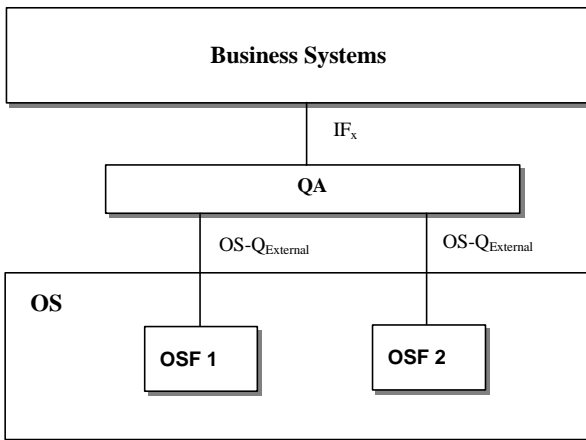 Business Systems
IFx
QA
OS-QExternal
OS-QExternal
OS
OSF 1
OSF 2